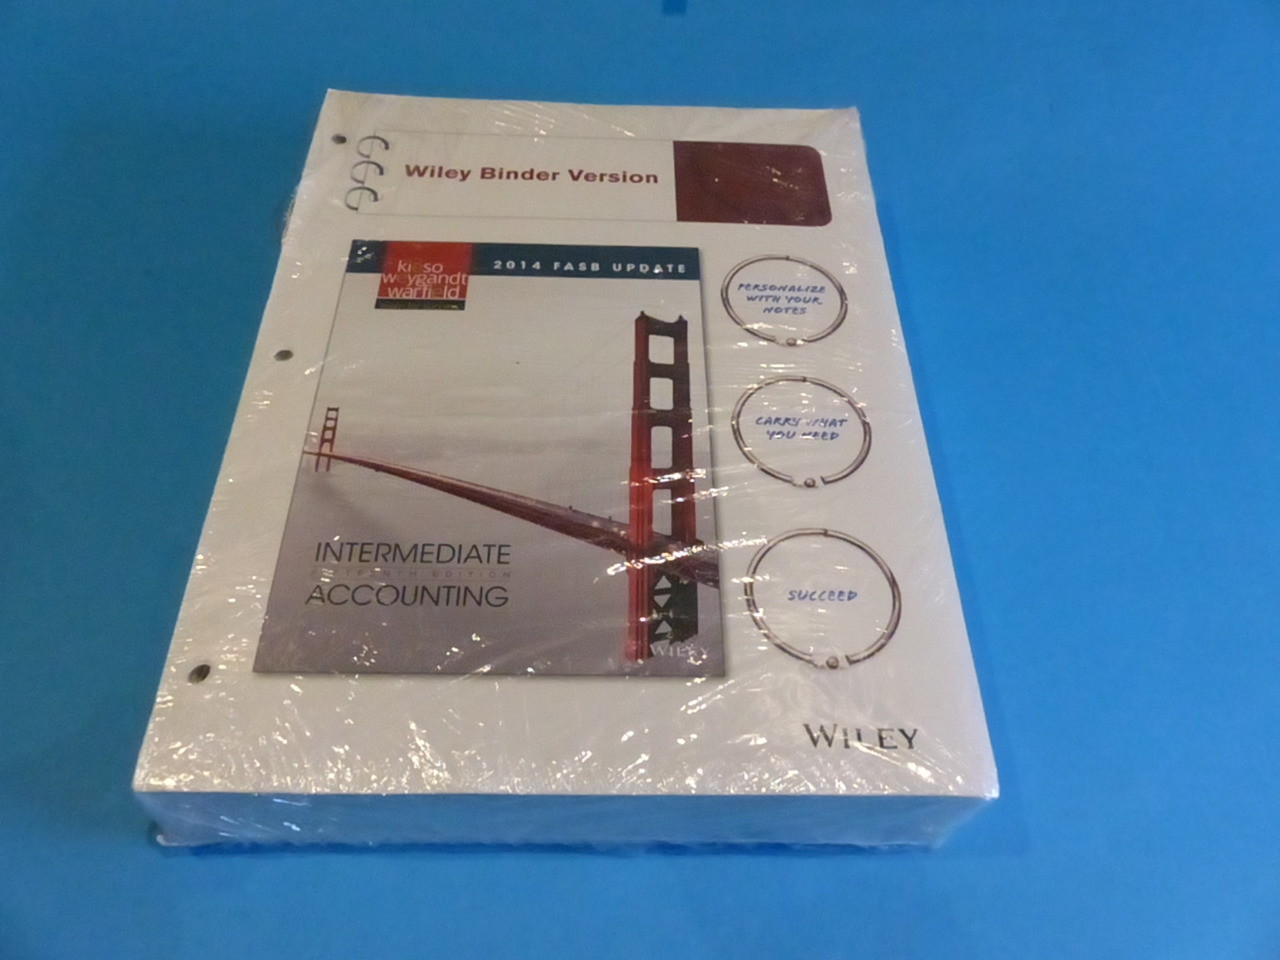 Wiley Binder Version
kieso
weygandt
warfield
2014 FASB UPDATE
PERSONALIZE
WITH YOUR
NOTES
CARRY WHAT
YOU NEED
INTERMEDIATE
EDITION
ACCOUNTING
SUCCEED
WILEY
WILEY